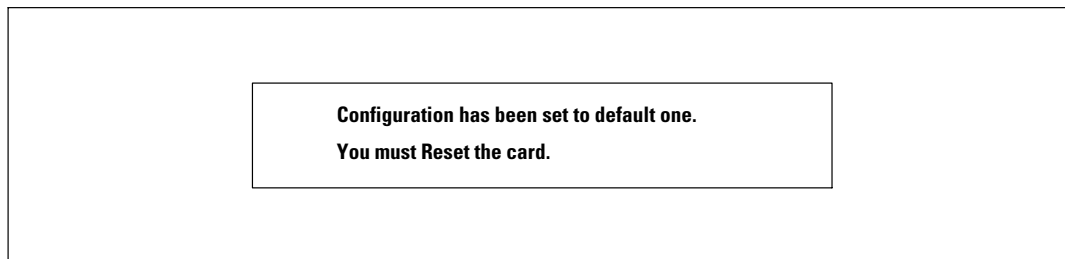 Configuration has been set to default one.
You must Reset the card.